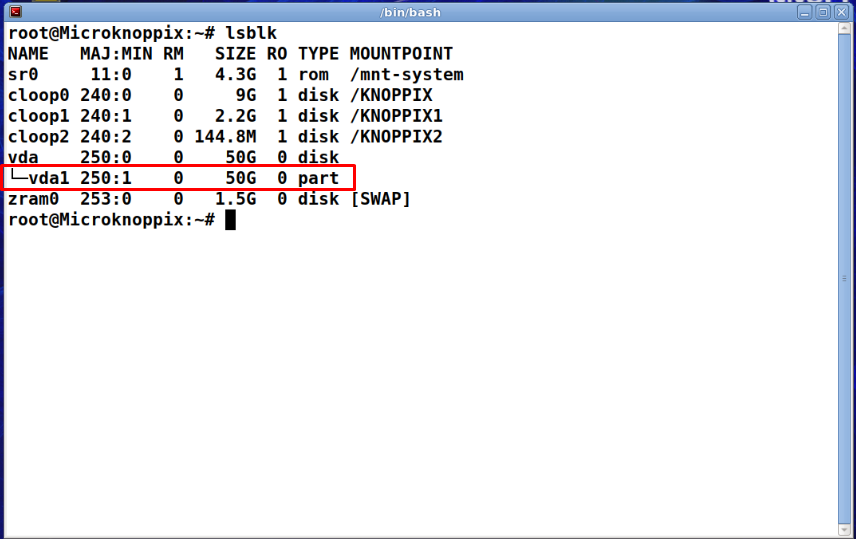 /bin/bash
root@Microknoppix:~# lsblk
NAME   MAJ:MIN RM   SIZE RO TYPE MOUNTPOINT
sr0     11:0    1   4.3G  1 rom  /mnt-system
cloop0 240:0    0     9G  1 disk /KNOPPIX
cloop1 240:1    0   2.2G  1 disk /KNOPPIX1
cloop2 240:2    0 144.8M  1 disk /KNOPPIX2
vda    250:0    0    50G  0 disk
└─vda1 250:1    0    50G  0 part
zram0  253:0    0   1.5G  0 disk [SWAP]
root@Microknoppix:~#